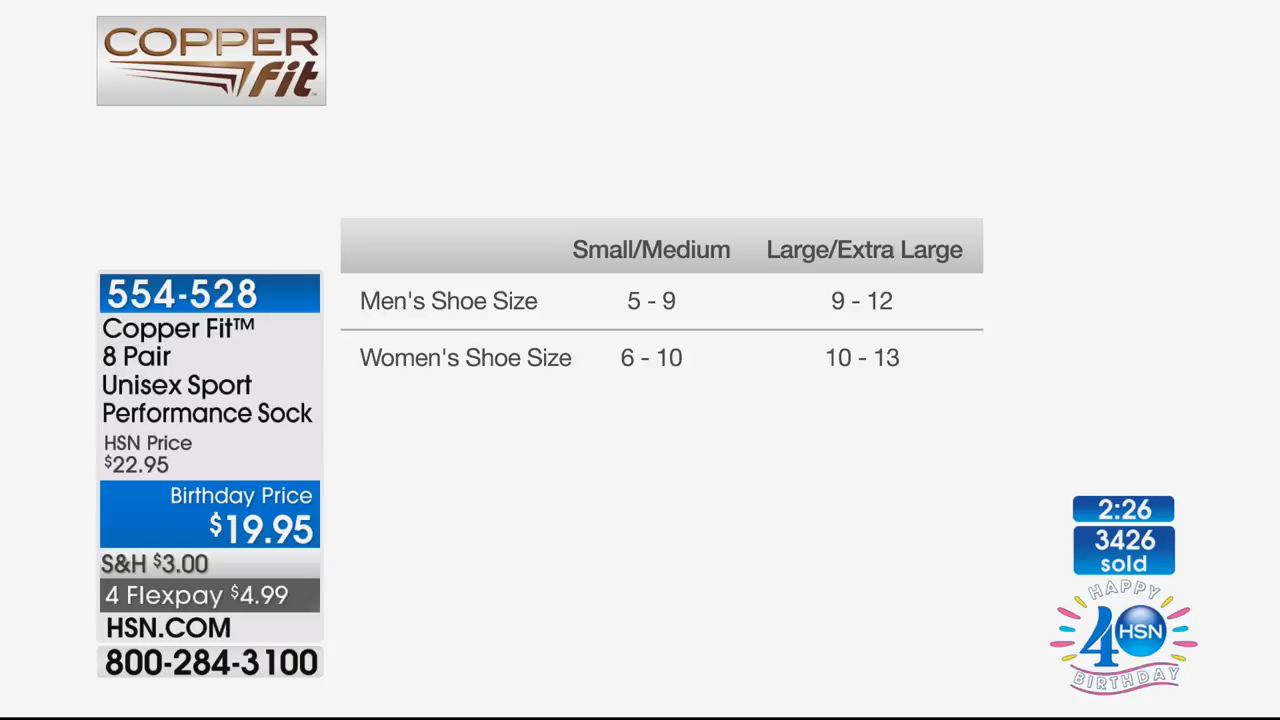 COPPER
fit™
Small/Medium Large/Extra Large
Men's Shoe Size 5 - 9 9 - 12
Women's Shoe Size 6 - 10 10 - 13
554-528
Copper Fit™
8 Pair
Unisex Sport
Performance Sock
HSN Price
$22.95
Birthday Price
$19.95
S&H $3.00
4 Flexpay $4.99
HSN.COM
800-284-3100
2:26
3426
sold
HAPPY
40 HSN
BIRTHDAY